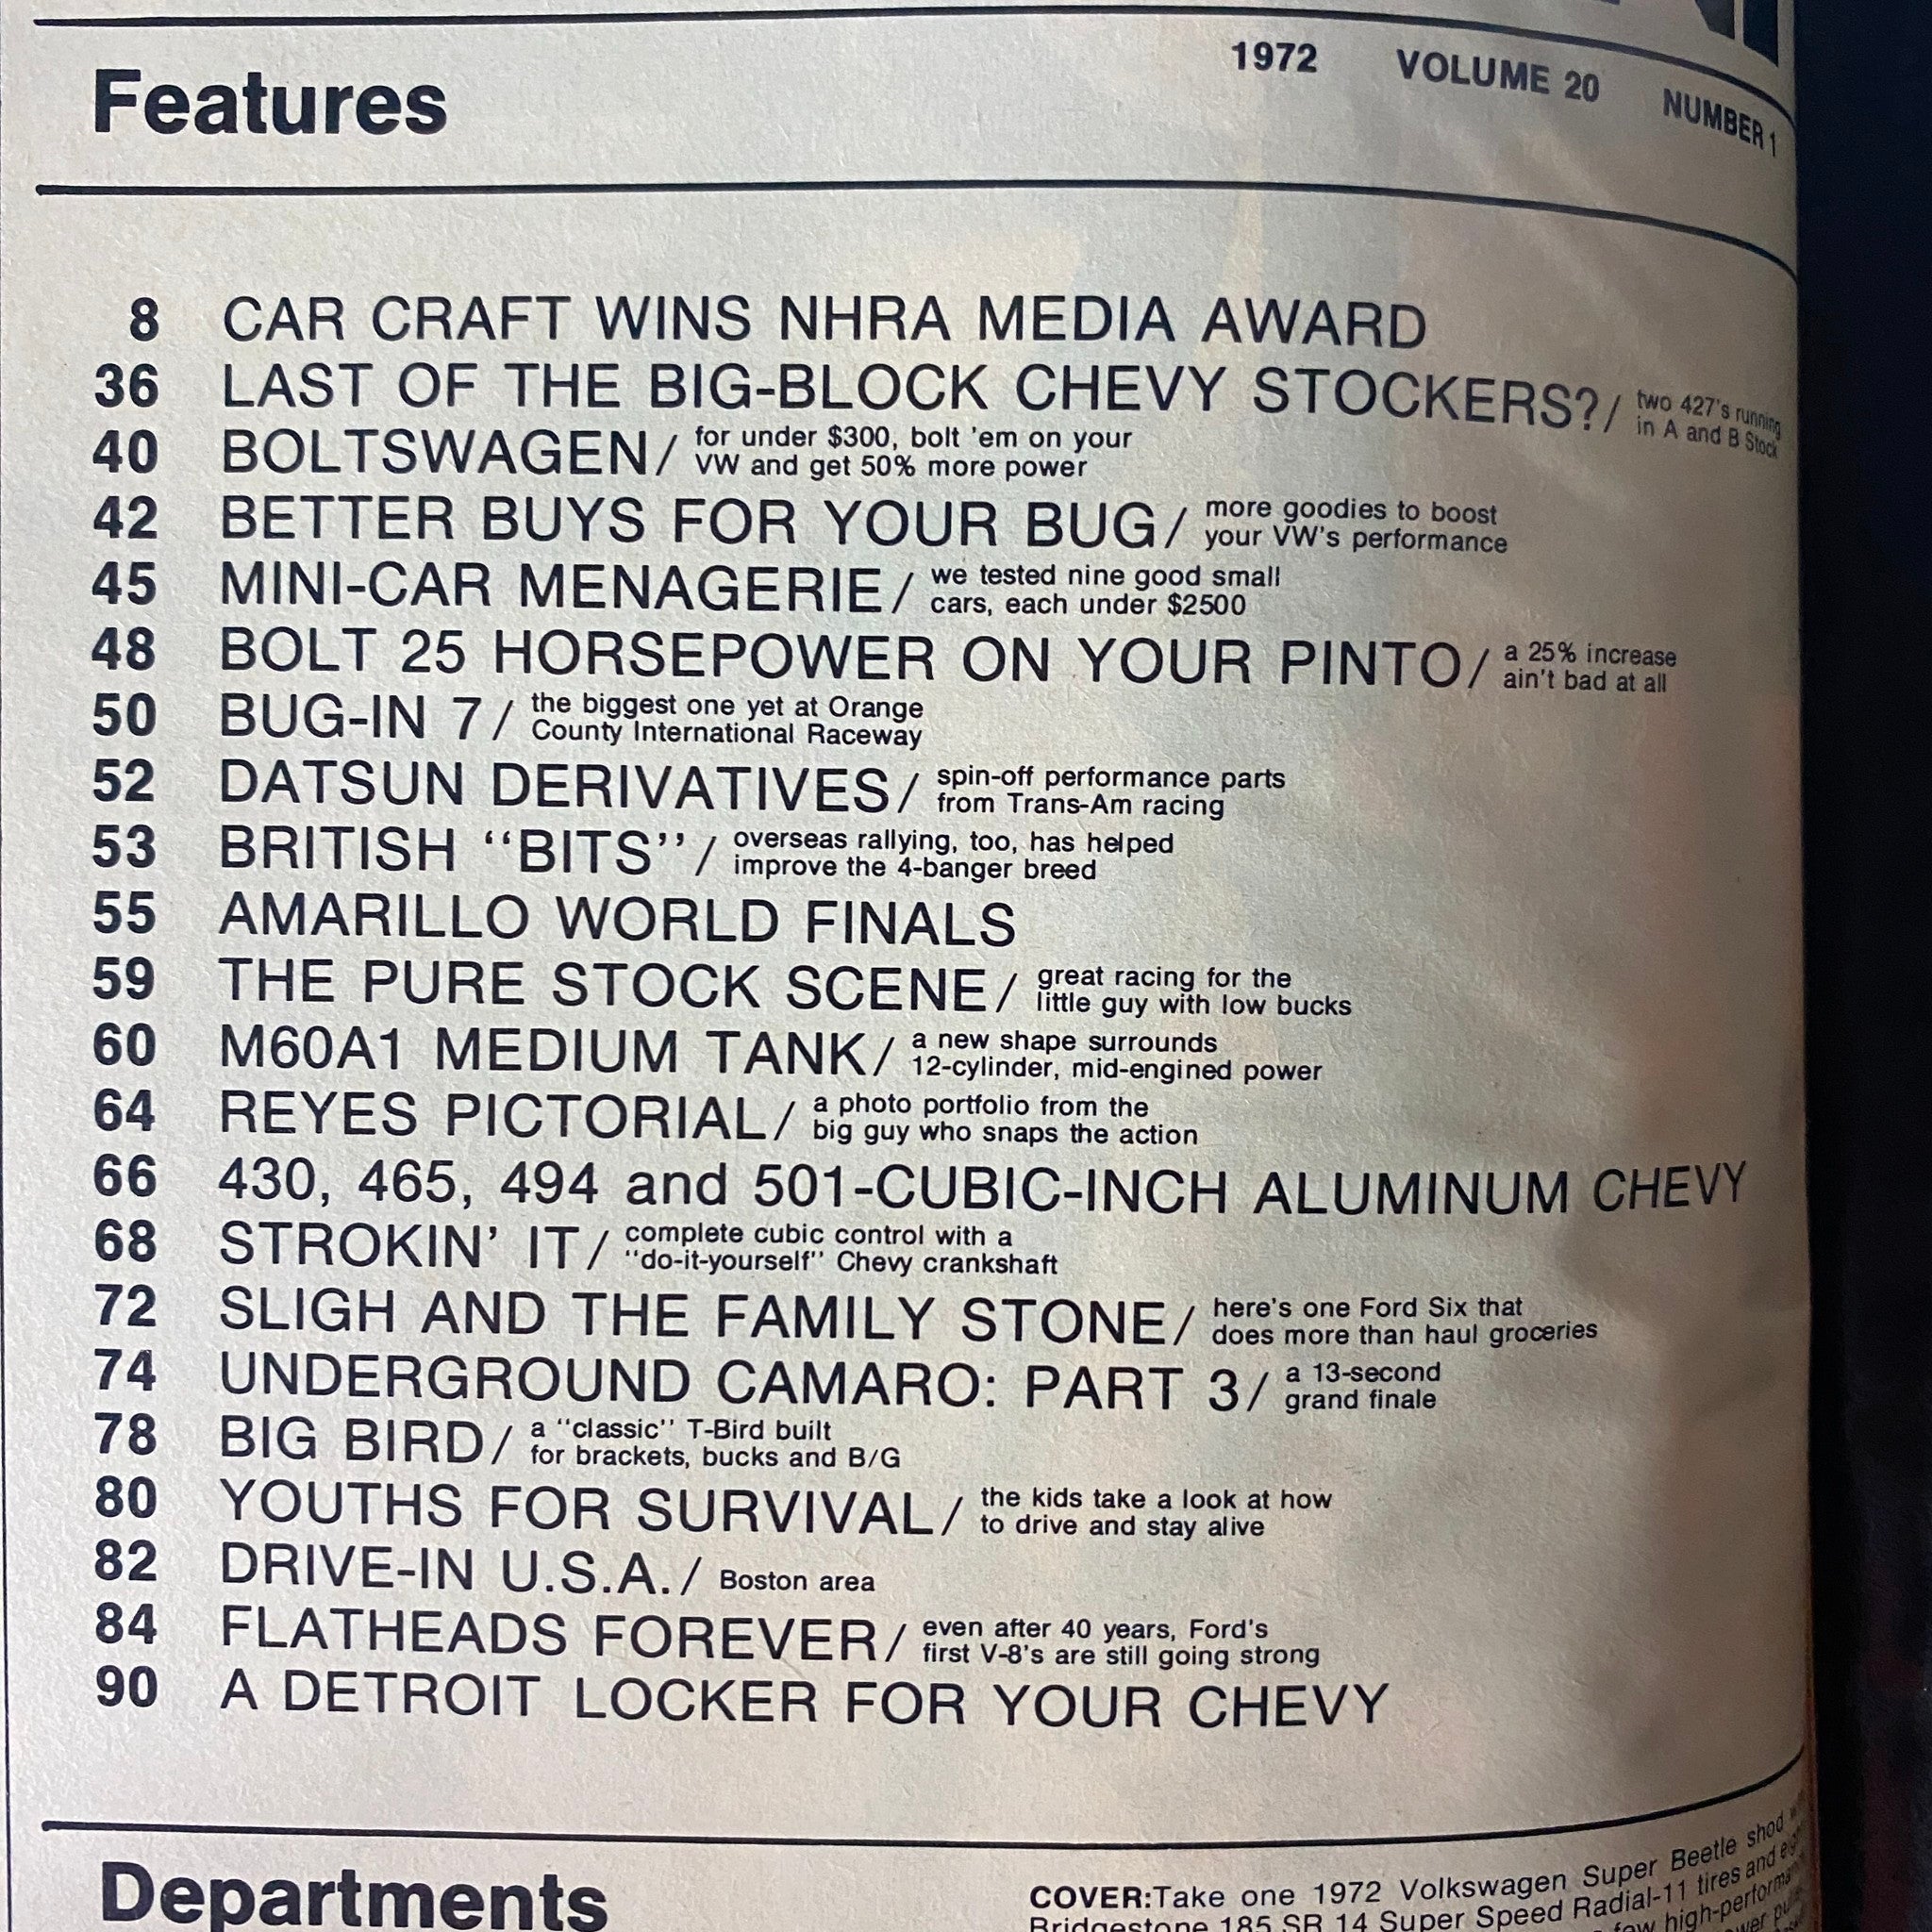 1972 VOLUME 20 NUMBER 1
Features
8 CAR CRAFT WINS NHRA MEDIA AWARD
36 LAST OF THE BIG-BLOCK CHEVY STOCKERS?/ two 427's running
in A and B Stock
40 BOLTSWAGEN/ for under $300, bolt 'em on your
VW and get 50% more power
42 BETTER BUYS FOR YOUR BUG/ more goodies to boost
your VW's performance
45 MINI-CAR MENAGERIE/ we tested nine good small
cars, each under $2500
48 BOLT 25 HORSEPOWER ON YOUR PINTO/ a 25% increase
ain't bad at all
50 BUG-IN 7/ the biggest one yet at Orange
County International Raceway
52 DATSUN DERIVATIVES/ spin-off performance parts
from Trans-Am racing
53 BRITISH "BITS"/ overseas rallying, too, has helped
improve the 4-banger breed
55 AMARILLO WORLD FINALS
59 THE PURE STOCK SCENE/ great racing for the
little guy with low bucks
60 M60A1 MEDIUM TANK/ a new shape surrounds
12-cylinder, mid-engined power
64 REYES PICTORIAL/ a photo portfolio from the
big guy who snaps the action
66 430, 465, 494 and 501-CUBIC-INCH ALUMINUM CHEVY
68 STROKIN' IT/ complete cubic control with a
"do-it-yourself" Chevy crankshaft
72 SLIGH AND THE FAMILY STONE/ here's one Ford Six that
does more than haul groceries
74 UNDERGROUND CAMARO: PART 3/ a 13-second
grand finale
78 BIG BIRD/ a "classic" T-Bird built
for brackets, bucks and B/G
80 YOUTHS FOR SURVIVAL/ the kids take a look at how
to drive and stay alive
82 DRIVE-IN U.S.A./ Boston area
84 FLATHEADS FOREVER/ even after 40 years, Ford's
first V-8's are still going strong
90 A DETROIT LOCKER FOR YOUR CHEVY
Departments
COVER:Take one 1972 Volkswagen Super Beetle shod
Bridgestone 185 SR 14 Super Speed Radial-11 tires and
few